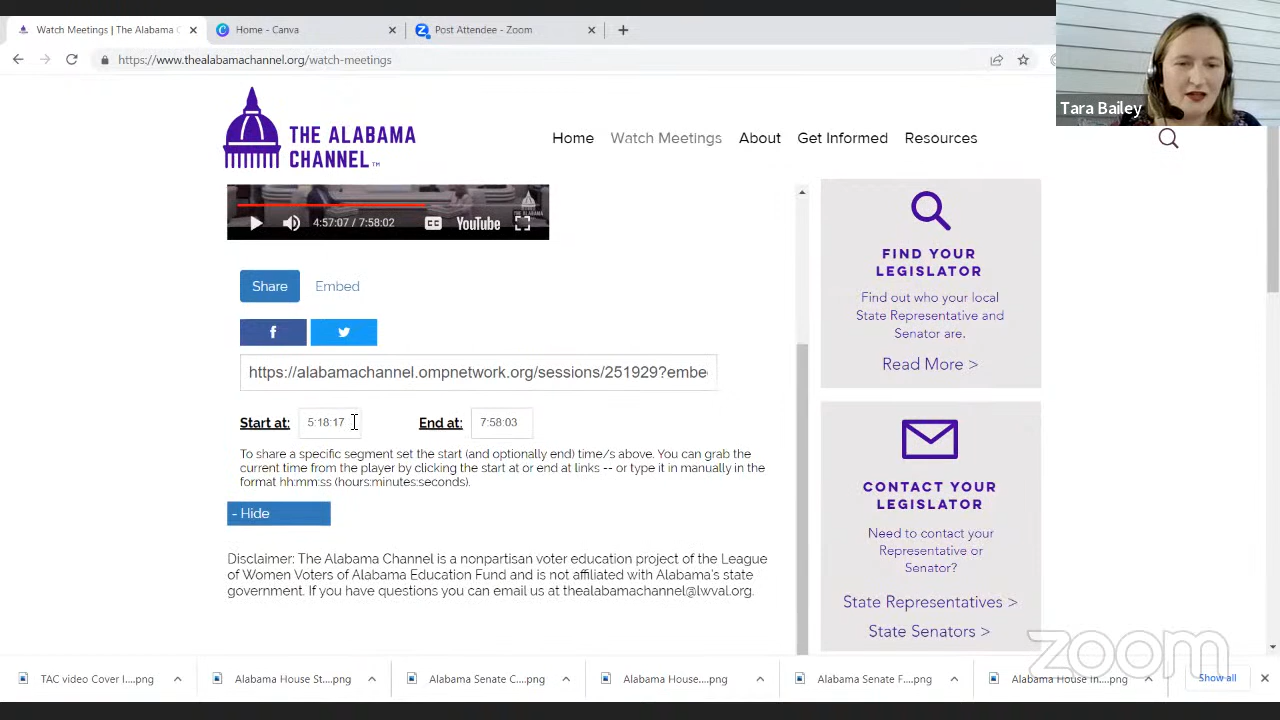 Watch Meetings | The Alabama C
Home - Canva
Post Attendee - Zoom
https://www.thealabamachannel.org/watch-meetings
Tara Bailey
THE ALABAMA
CHANNEL™
Home
Watch Meetings
About
Get Informed
Resources
4:57:07 / 7:58:02
CC
YouTube
THE ALABAMA
CHANNEL
Share
Embed
https://alabamachannel.ompnetwork.org/sessions/251929?embe
Start at:
5:18:17
End at:
7:58:03
To share a specific segment set the start (and optionally end) time/s above. You can grab the
current time from the player by clicking the start at or end at links -- or type it in manually in the
format hh:mm:ss (hours:minutes:seconds).
- Hide
Disclaimer: The Alabama Channel is a nonpartisan voter education project of the League
of Women Voters of Alabama Education Fund and is not affiliated with Alabama's state
government. If you have questions you can email us at thealabamachannel@lwval.org.
FIND YOUR
LEGISLATOR
Find out who your local
State Representative and
Senator are.
Read More >
CONTACT YOUR
LEGISLATOR
Need to contact your
Representative or
Senator?
State Representatives >
State Senators >
zoom
TAC video Cover I....png
Alabama House St....png
Alabama Senate C....png
Alabama House....png
Alabama Senate F....png
Alabama House In....png
Show all